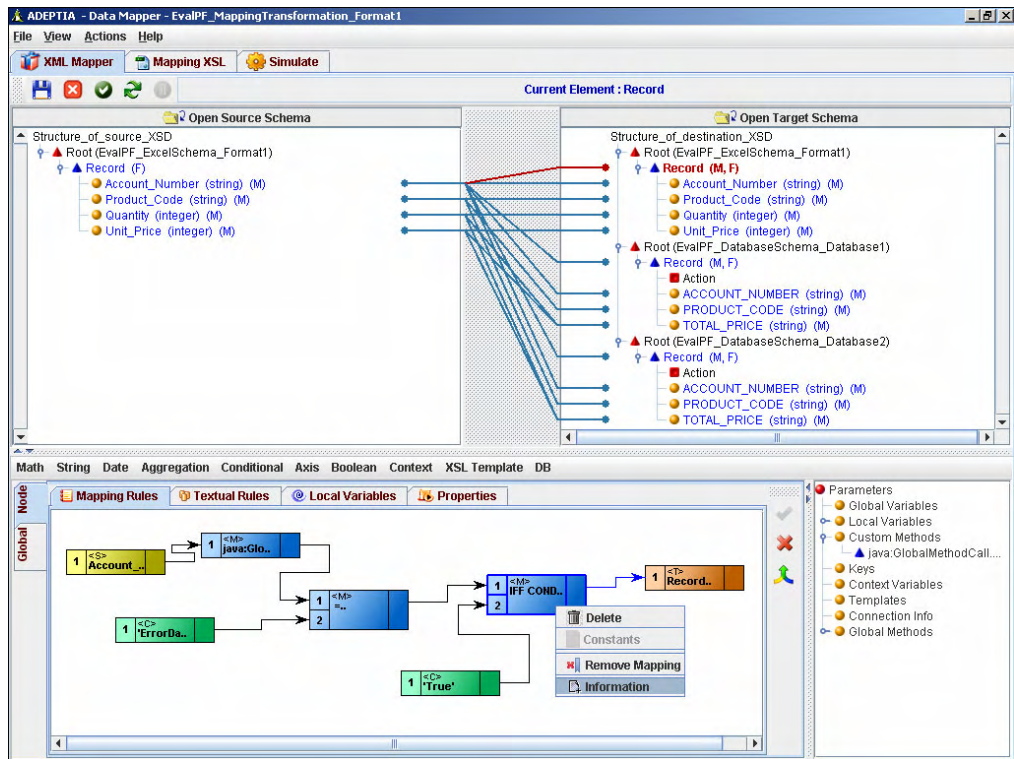 ADEPTIA - Data Mapper - EvalPF_MappingTransformation_Format1
File View Actions Help
XML Mapper Mapping XSL Simulate
Current Element : Record
Open Source Schema Open Target Schema
Structure_of_source_XSD
Root (EvalPF_ExcelSchema_Format1)
Record (F)
Account_Number (string) (M)
Product_Code (string) (M)
Quantity (integer) (M)
Unit_Price (integer) (M)
Structure_of_destination_XSD
Root (EvalPF_ExcelSchema_Format1)
Record (M, F)
Account_Number (string) (M)
Product_Code (string) (M)
Quantity (integer) (M)
Unit_Price (integer) (M)
Root (EvalPF_DatabaseSchema_Database1)
Record (M, F)
Action
ACCOUNT_NUMBER (string) (M)
PRODUCT_CODE (string) (M)
TOTAL_PRICE (string) (M)
Root (EvalPF_DatabaseSchema_Database2)
Record (M, F)
Action
ACCOUNT_NUMBER (string) (M)
PRODUCT_CODE (string) (M)
TOTAL_PRICE (string) (M)
Math String Date Aggregation Conditional Axis Boolean Context XSL Template DB
Node
Global
Mapping Rules Textual Rules Local Variables Properties
1 <S> Account_..
1 <M> java:Glo..
1 <C> 'ErrorDa..
1 <M> =..
2
1 <M> IFF COND..
2
1 <T> Record..
1 <C> 'True'
Delete
Constants
Remove Mapping
Information
Parameters
Global Variables
Local Variables
Custom Methods
java:GlobalMethodCall....
Keys
Context Variables
Templates
Connection Info
Global Methods